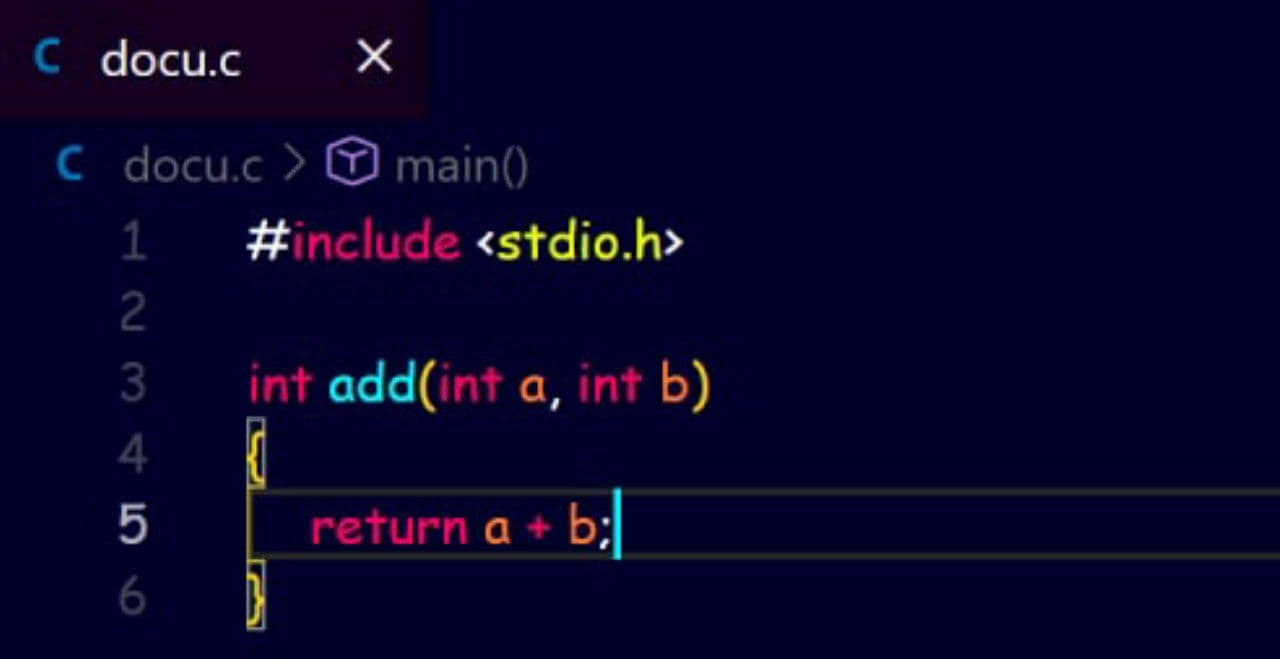 C docu.c ×
C docu.c > main()
1 #include <stdio.h>
2
3 int add(int a, int b)
4 {
5 return a + b;
6 }